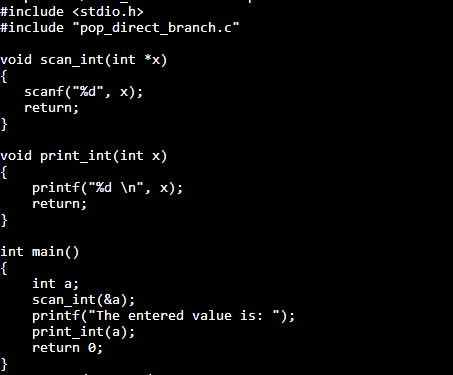 #include <stdio.h>
#include "pop_direct_branch.c"

void scan_int(int *x)
{
   scanf("%d", x);
   return;
}

void print_int(int x)
{
    printf("%d \n", x);
    return;
}

int main()
{
    int a;
    scan_int(&a);
    printf("The entered value is: ");
    print_int(a);
    return 0;
}